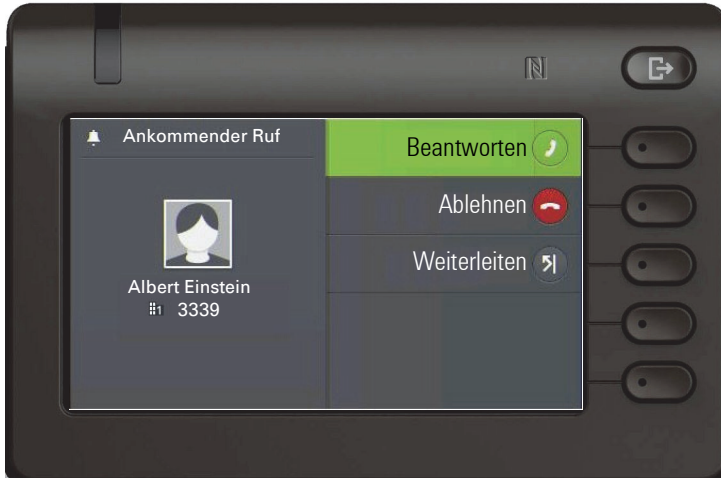 Ankommender Ruf
Albert Einstein
3339
Beantworten
Ablehnen
Weiterleiten